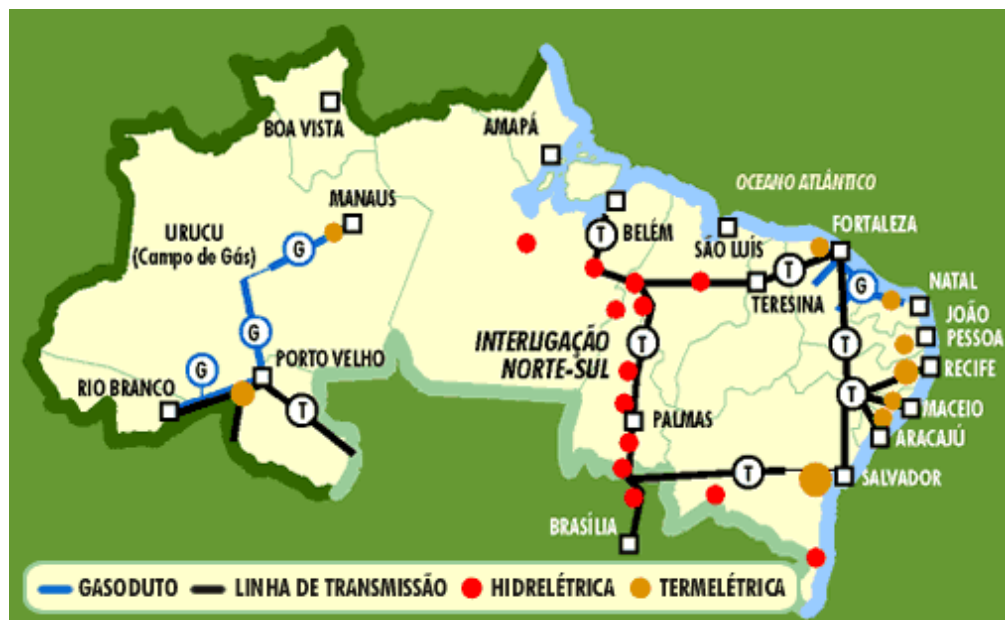 BOA VISTA
AMAPÁ
OCEANO ATLÂNTICO
MANAUS
URUCU
(Campo de Gás)
G
T
BELÉM
SÃO LUÍS
FORTALEZA
T
TERESINA
G
NATAL
JOÃO
PESSOA
G
G
PORTO VELHO
RIO BRANCO
T
INTERLIGAÇÃO
NORTE-SUL
T
T
T
RECIFE
MACEIO
ARACAJÚ
PALMAS
T
SALVADOR
BRASÍLIA
GASODUTO
LINHA DE TRANSMISSÃO
HIDRELÉTRICA
TERMELÉTRICA